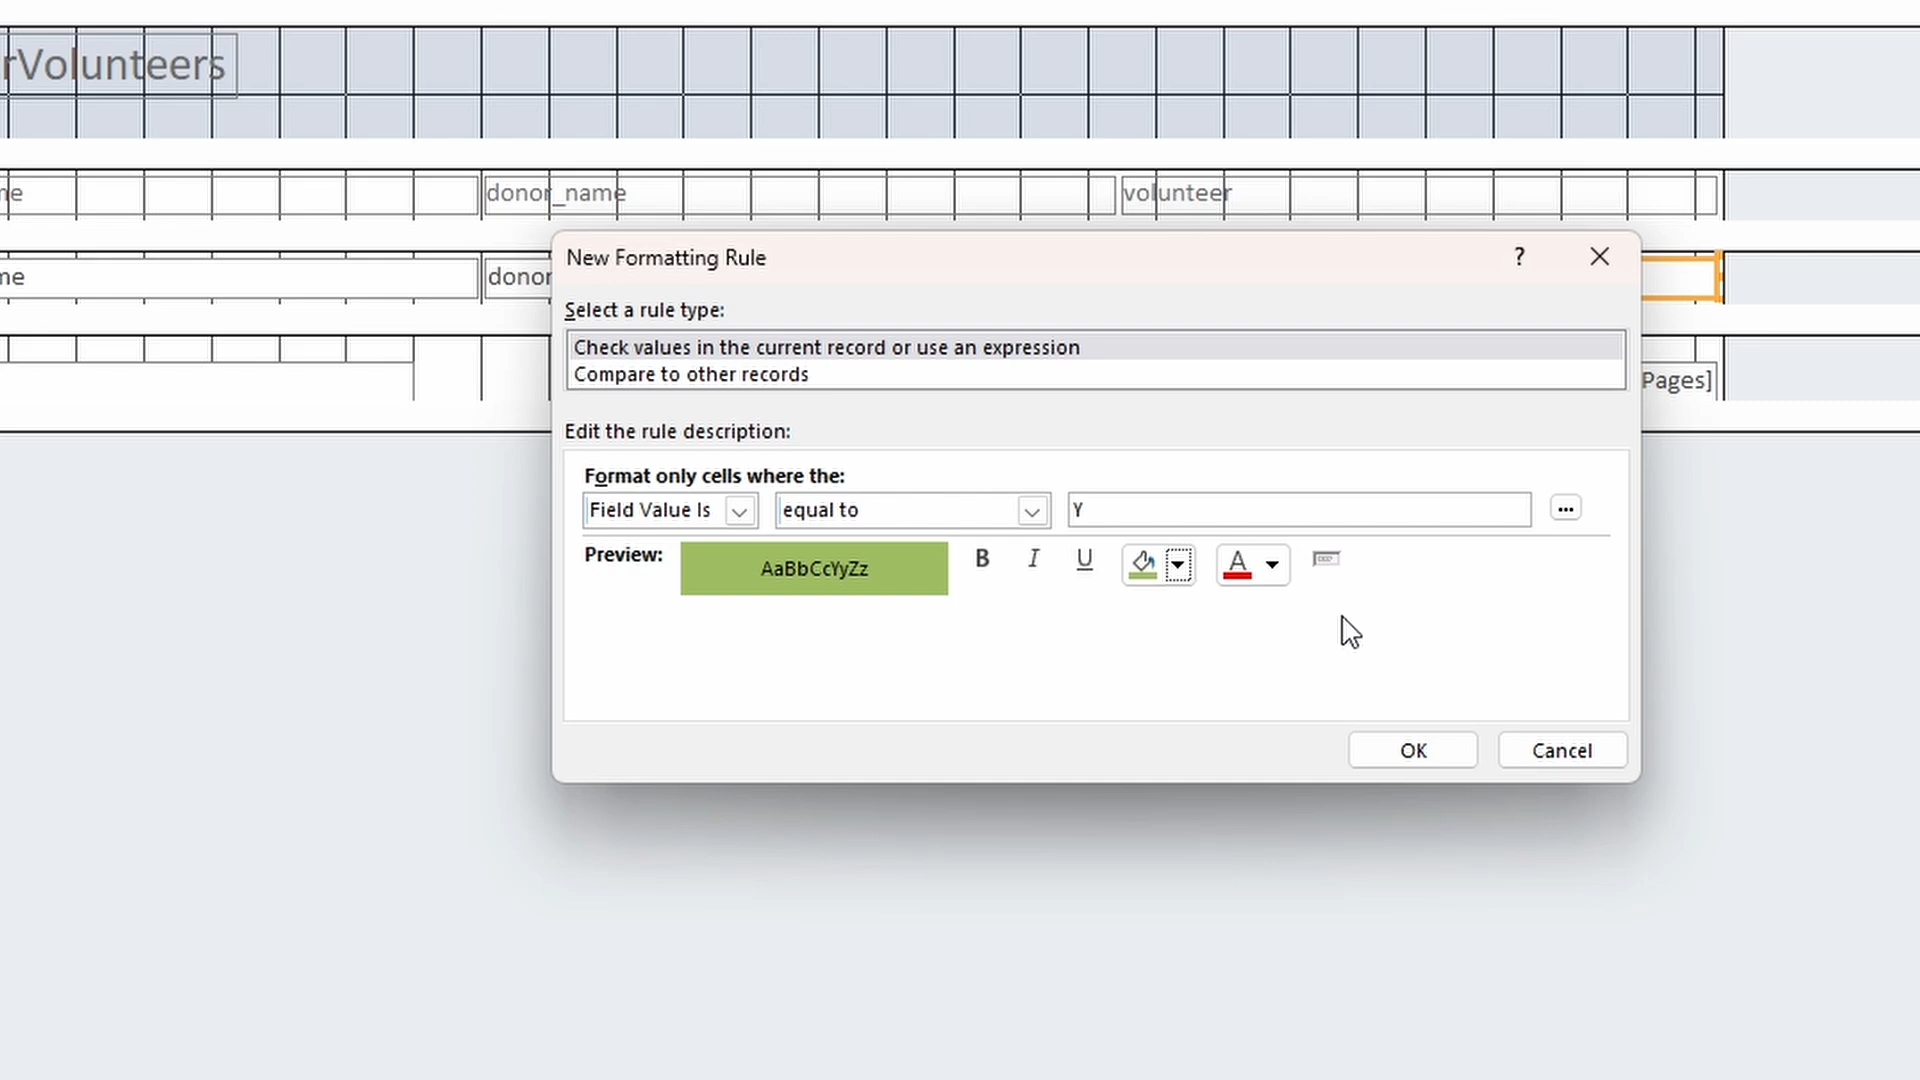 rVolunteers
me
donor_name
volunteer
me
donor
Pages]
New Formatting Rule
?
Select a rule type:
Check values in the current record or use an expression
Compare to other records
Edit the rule description:
Format only cells where the:
Field Value Is
equal to
Y
...
Preview:
AaBbCcYyZz
B
I
U
A
OK
Cancel